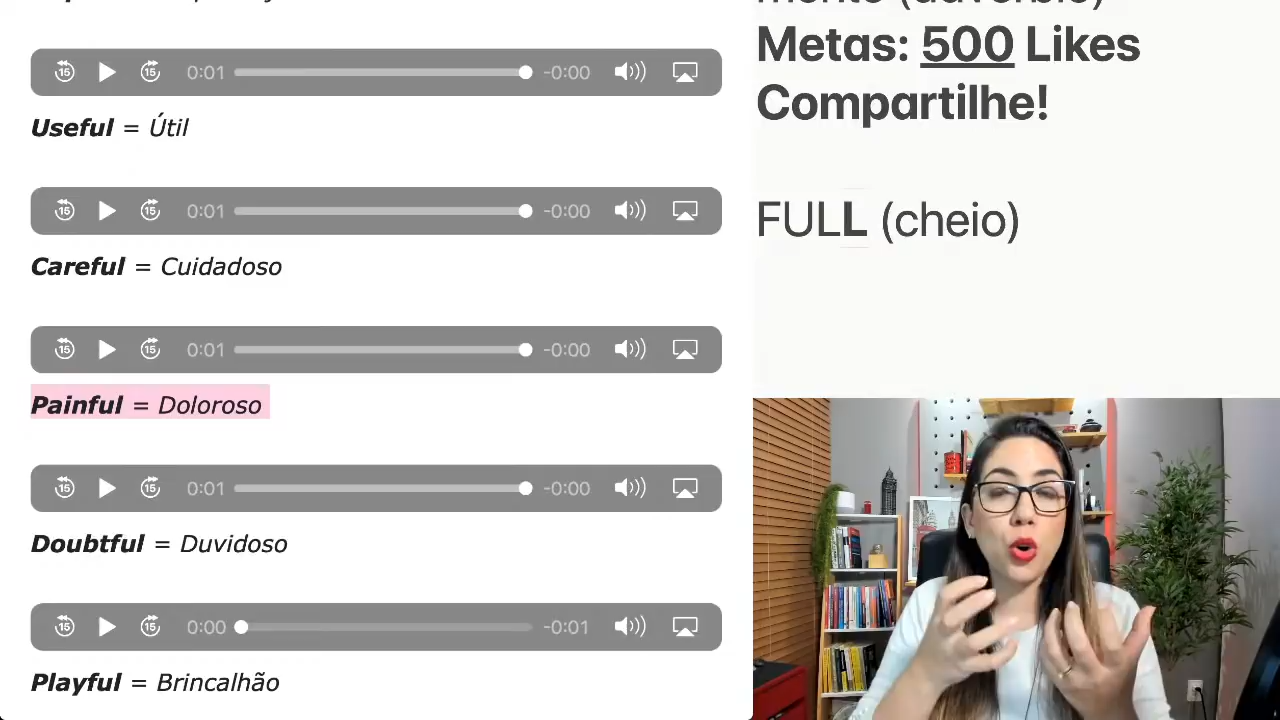 0:01 -0:00
Useful = Útil
0:01 -0:00
Careful = Cuidadoso
0:01 -0:00
Painful = Doloroso
0:01 -0:00
Doubtful = Duvidoso
0:00 -0:01
Playful = Brincalhão
Metas: 500 Likes
Compartilhe!
FULL (cheio)